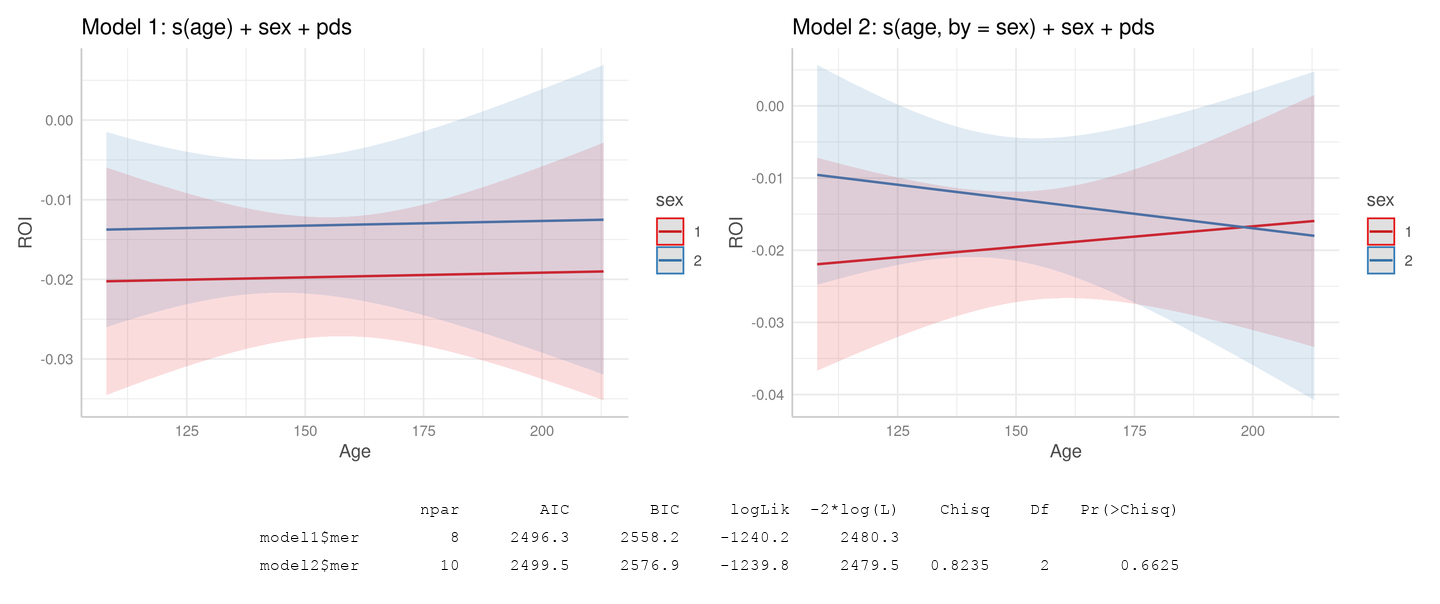 Model 1: s(age) + sex + pds
0.00
-0.01
-0.02
-0.03
ROI
125 150 175 200
Age
sex
1
2
Model 2: s(age, by = sex) + sex + pds
0.00
-0.01
-0.02
-0.03
-0.04
ROI
125 150 175 200
Age
sex
1
2
npar AIC BIC logLik -2*log(L) Chisq Df Pr(>Chisq)
model1$mer 8 2496.3 2558.2 -1240.2 2480.3
model2$mer 10 2499.5 2576.9 -1239.8 2479.5 0.8235 2 0.6625